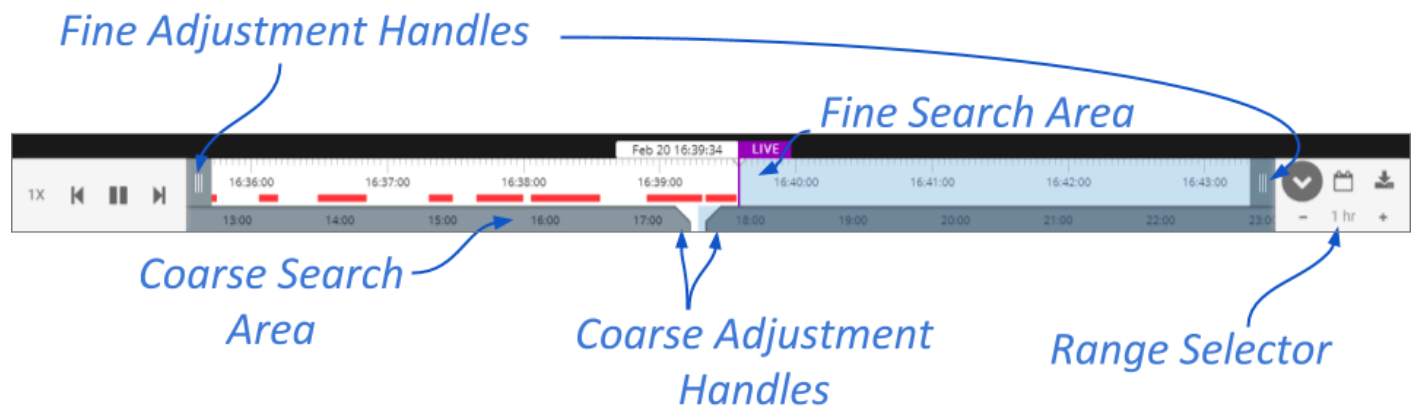 Fine Adjustment Handles
Fine Search Area
Feb 20 16:39:34 LIVE
16:36:00 16:37:00 16:38:00 16:39:00 16:40:00 16:41:00 16:42:00 16:43:00
1X
13:00 14:00 15:00 16:00 17:00 18:00 19:00 20:00 21:00 22:00 23:0
− 1 hr +
Coarse Search
Area
Coarse Adjustment
Handles
Range Selector